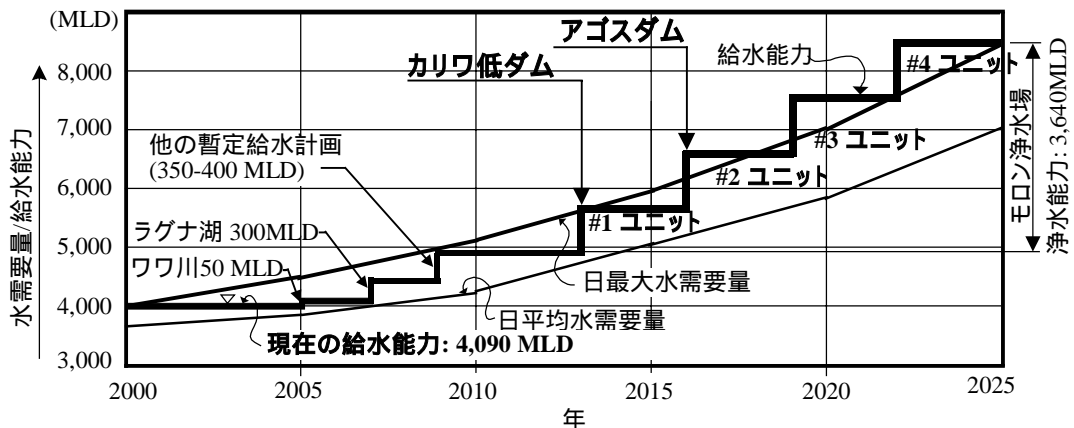 (MLD)
8,000
7,000
6,000
5,000
4,000
3,000
水需要量/給水能力
アゴスダム
カリワ低ダム
給水能力
#4 ユニット
他の暫定給水計画
(350-400 MLD)
#3 ユニット
#2 ユニット
#1 ユニット
ラグナ湖 300MLD
ワワ川50 MLD
日最大水需要量
日平均水需要量
現在の給水能力: 4,090 MLD
モロン浄水場
浄水能力: 3,640MLD
2000 2005 2010 2015 2020 2025
年